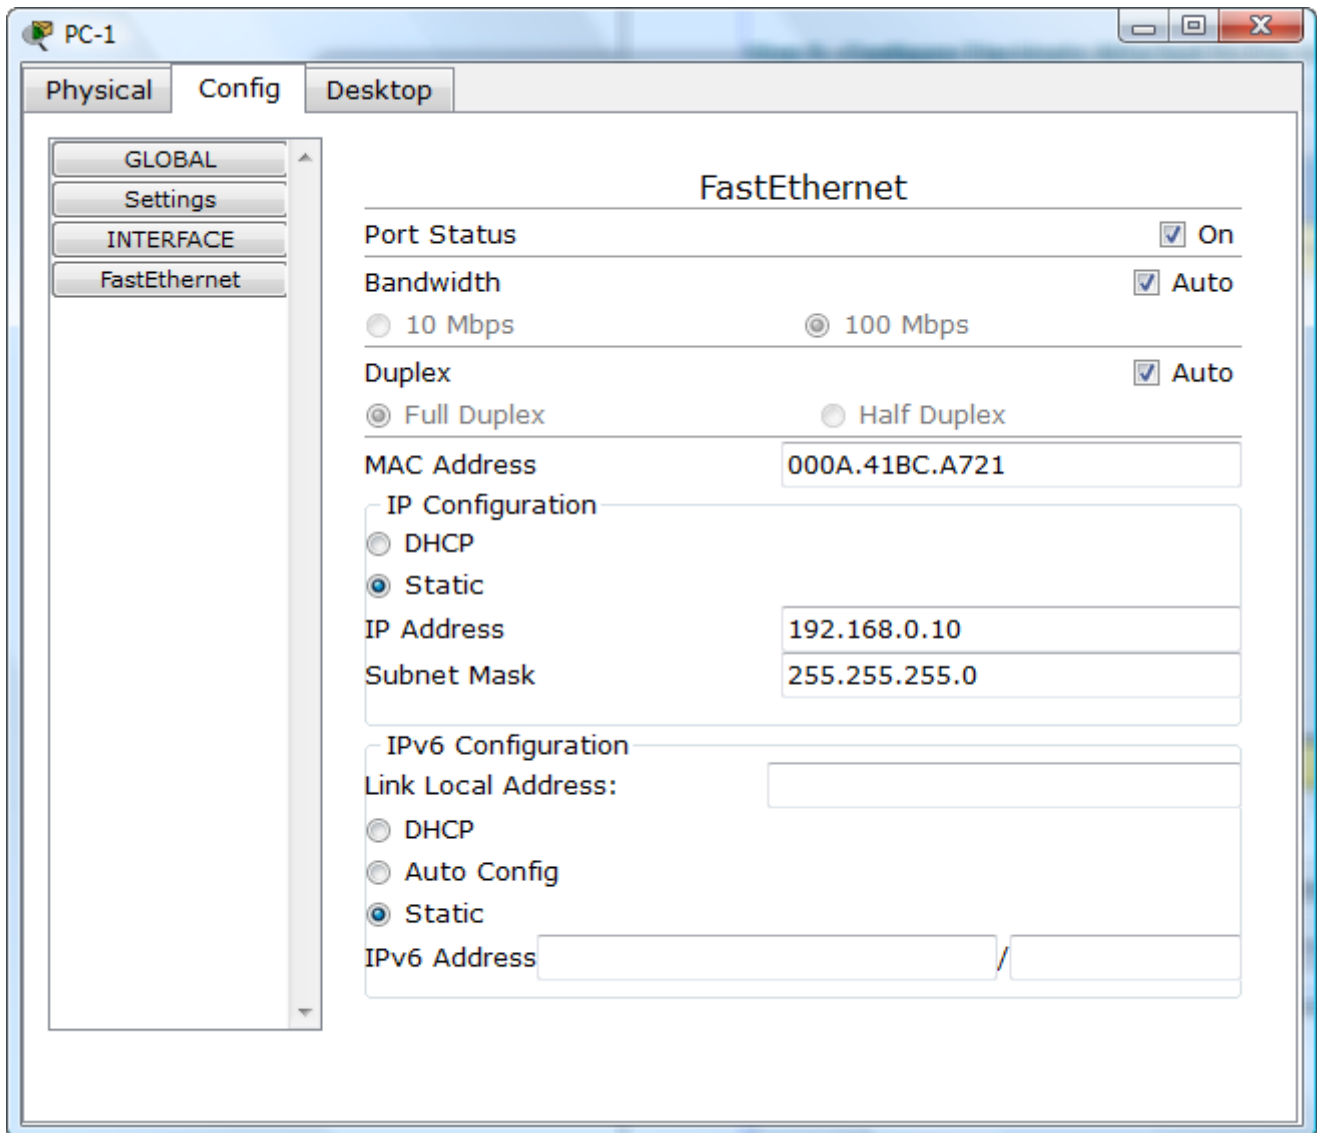 PC-1
Physical Config Desktop
GLOBAL
Settings
INTERFACE
FastEthernet
FastEthernet
Port Status On
Bandwidth Auto
10 Mbps 100 Mbps
Duplex Auto
Full Duplex Half Duplex
MAC Address 000A.41BC.A721
IP Configuration
DHCP
Static
IP Address 192.168.0.10
Subnet Mask 255.255.255.0
IPv6 Configuration
Link Local Address:
DHCP
Auto Config
Static
IPv6 Address /